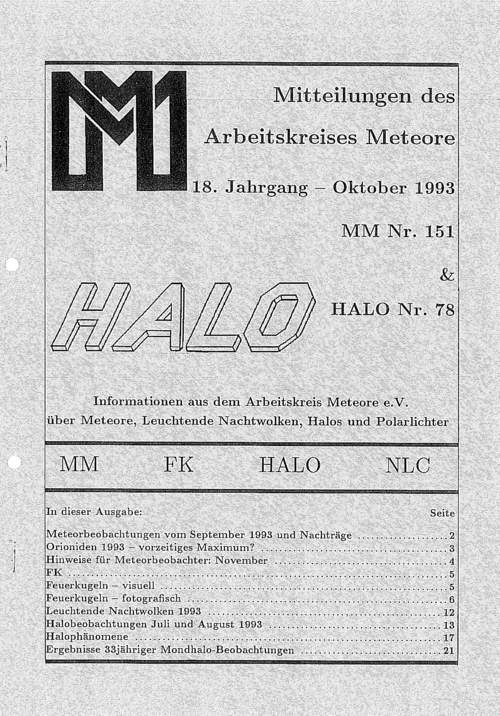 MM
Mitteilungen des
Arbeitskreises Meteore
18. Jahrgang – Oktober 1993
MM Nr. 151
&
HALO
HALO Nr. 78
Informationen aus dem Arbeitskreis Meteore e.V.
über Meteore, Leuchtende Nachtwolken, Halos und Polarlichter
MM FK HALO NLC
In dieser Ausgabe: Seite
Meteorbeobachtungen vom September 1993 und Nachträge 2
Orioniden 1993 – vorzeitiges Maximum? 3
Hinweise für Meteorbeobachter: November 4
FK 5
Feuerkugeln – visuell 5
Feuerkugeln – fotografisch 6
Leuchtende Nachtwolken 1993 12
Halobeobachtungen Juli und August 1993 13
Halophänomene 17
Ergebnisse 33jähriger Mondhalo-Beobachtungen 21